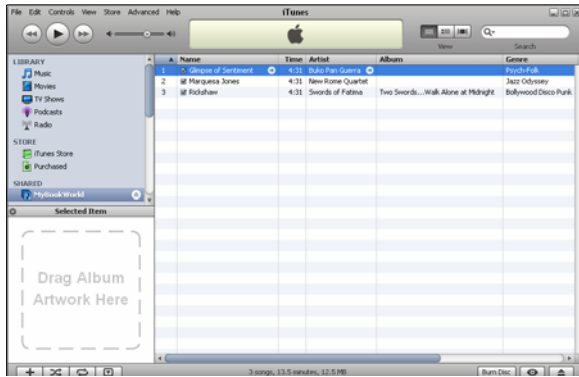 File Edit Controls View Store Advanced Help
iTunes
View
Search
LIBRARY
Music
Movies
TV Shows
Podcasts
Radio
STORE
iTunes Store
Purchased
SHARED
MyBookWorld
Selected Item
Drag Album
Artwork Here
Name Time Artist Album Genre
1 Glimpse of Sentiment 4:31 Buko Pan Guerra Psych-Folk
2 Marquesa Jones 4:31 New Rome Quartet Jazz Odyssey
3 Rickshaw 4:31 Swords of Fatima Two Swords...Walk Alone at Midnight Bollywood Disco Punk
3 songs, 13.5 minutes, 12.5 MB
Burn Disc